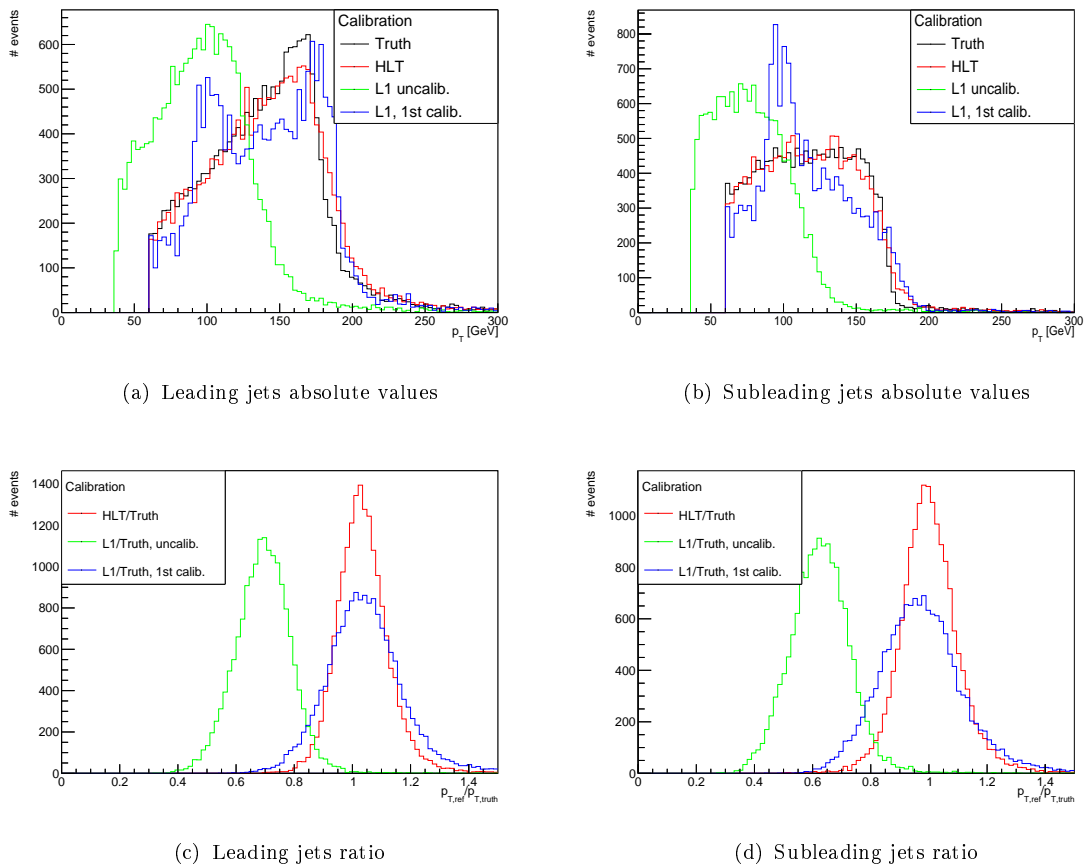 # events
600
500
400
300
200
100
0
0 50 100 150 200 250 300
p_T [GeV]
Calibration
Truth
HLT
L1 uncalib.
L1, 1st calib.
(a) Leading jets absolute values
# events
800
700
600
500
400
300
200
100
0
0 50 100 150 200 250 300
p_T [GeV]
Calibration
Truth
HLT
L1 uncalib.
L1, 1st calib.
(b) Subleading jets absolute values
# events
1400
1200
1000
800
600
400
200
0
0 0.2 0.4 0.6 0.8 1 1.2 1.4
p_T,ref/p_T,truth
Calibration
HLT/Truth
L1/Truth, uncalib.
L1/Truth, 1st calib.
(c) Leading jets ratio
# events
1000
800
600
400
200
0
0 0.2 0.4 0.6 0.8 1 1.2 1.4
p_T,ref/p_T,truth
Calibration
HLT/Truth
L1/Truth, uncalib.
L1/Truth, 1st calib.
(d) Subleading jets ratio